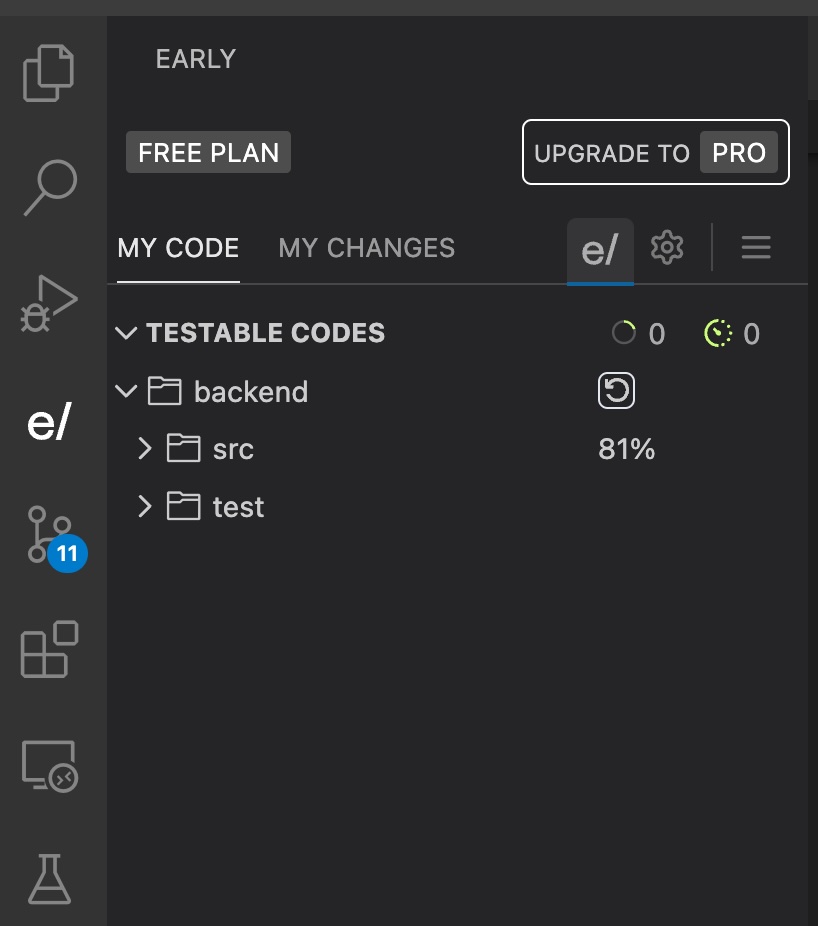 EARLY
FREE PLAN UPGRADE TO PRO
MY CODE MY CHANGES e/
TESTABLE CODES 0 0
backend
src 81%
test
e/
11